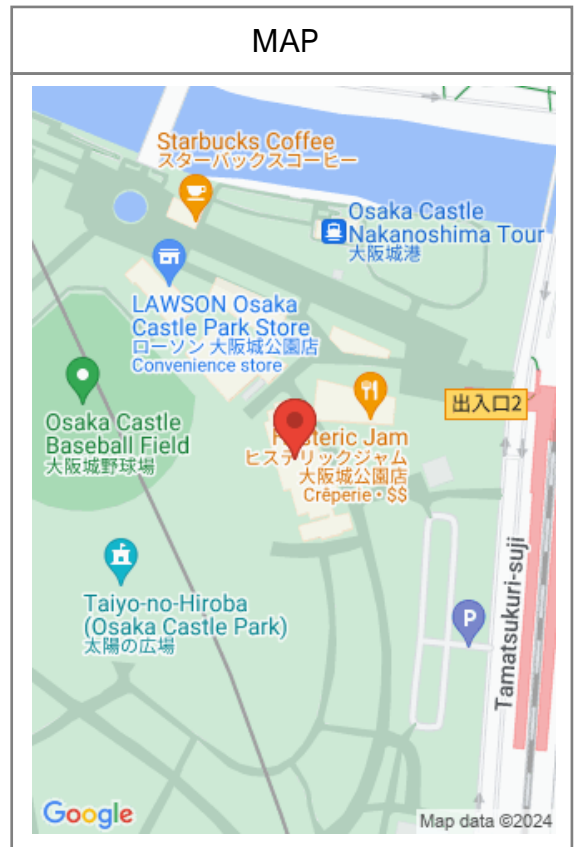 MAP
Starbucks Coffee
スターバックスコーヒー
Osaka Castle
Nakanoshima Tour
大阪城港
LAWSON Osaka
Castle Park Store
ローソン 大阪城公園店
Convenience store
出入口2
Osaka Castle
Baseball Field
大阪城野球場
teric Jam
ヒステリックジャム
大阪城公園店
Crêperie • $$
Taiyo-no-Hiroba
(Osaka Castle Park)
太陽の広場
P
Tamatsukuri-suji
Google
Map data ©2024